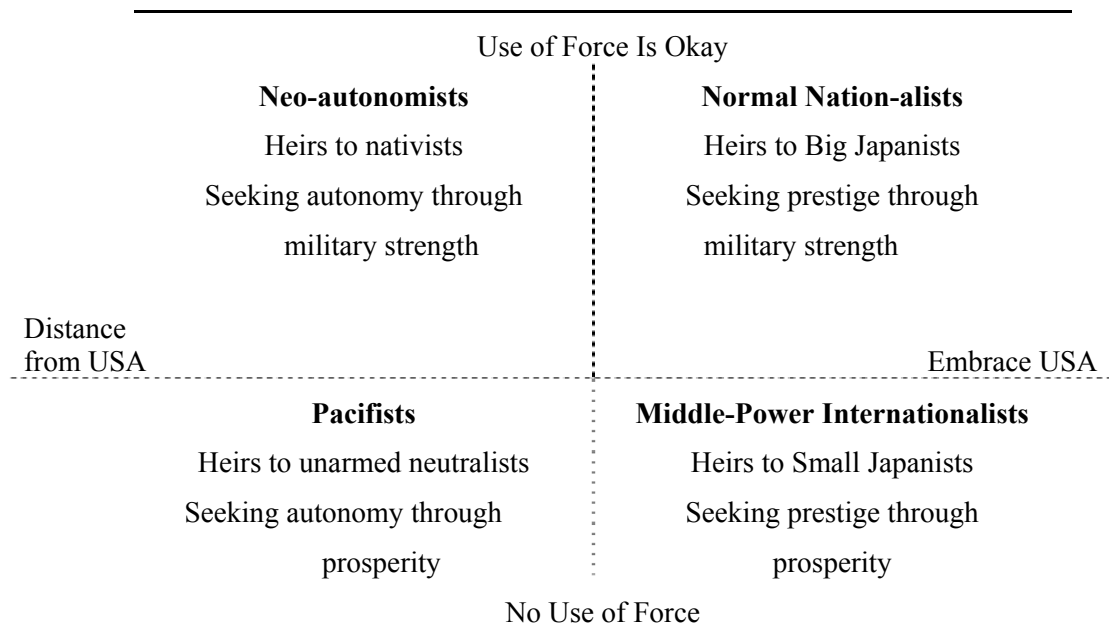 Use of Force Is Okay
Neo-autonomists
Heirs to nativists
Seeking autonomy through
military strength
Normal Nation-alists
Heirs to Big Japanists
Seeking prestige through
military strength
Distance
from USA
Embrace USA
Pacifists
Heirs to unarmed neutralists
Seeking autonomy through
prosperity
Middle-Power Internationalists
Heirs to Small Japanists
Seeking prestige through
prosperity
No Use of Force